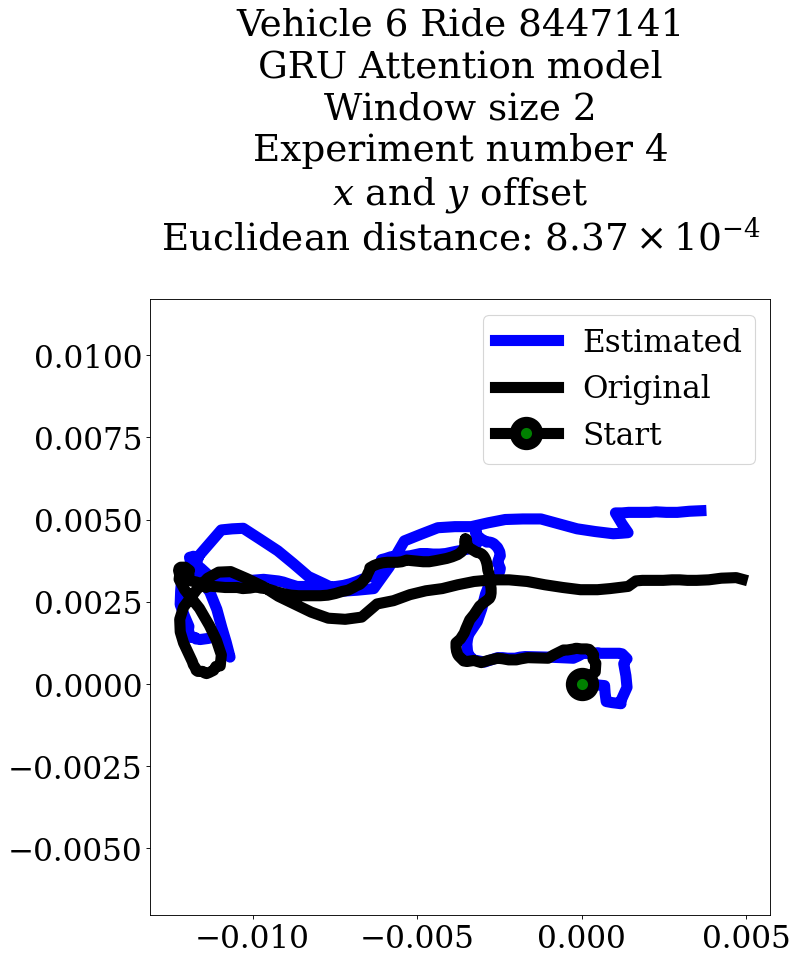 Vehicle 6 Ride 8447141
GRU Attention model
Window size 2
Experiment number 4
x and y offset
Euclidean distance: 8.37 × 10⁻⁴
Estimated
Original
Start
0.0100
0.0075
0.0050
0.0025
0.0000
−0.0025
−0.0050
−0.010 −0.005 0.000 0.005